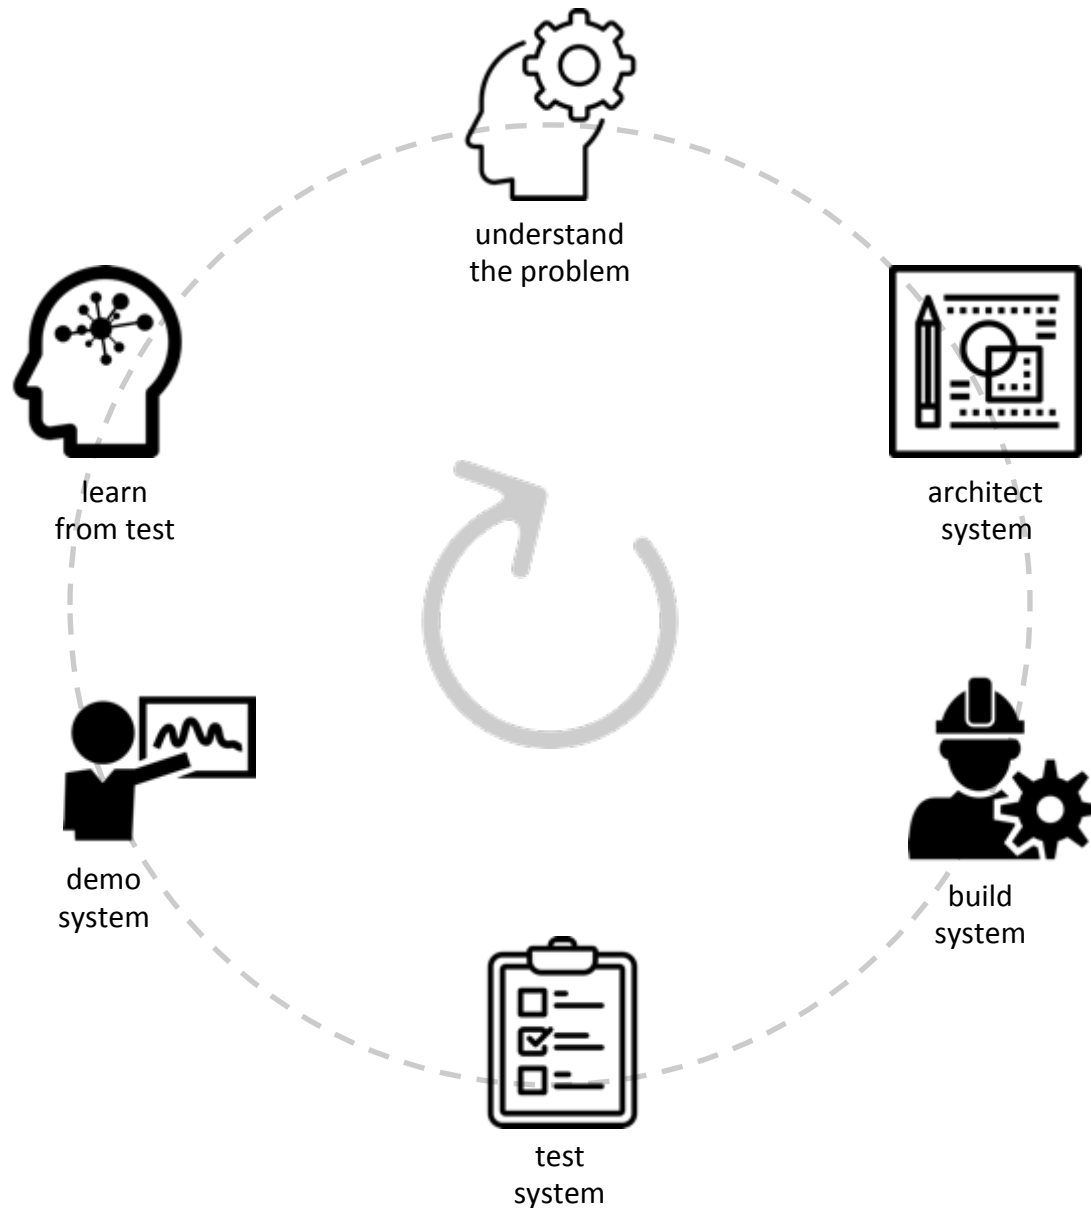 understand
the problem
architect
system
build
system
test
system
demo
system
learn
from test